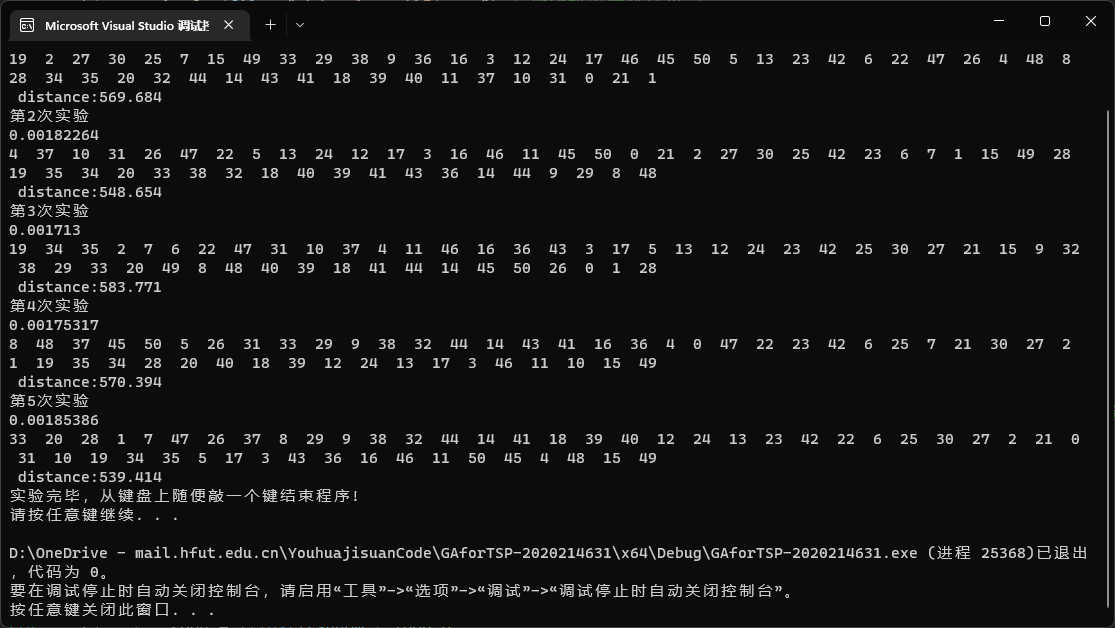 Microsoft Visual Studio 调试
19 2 27 30 25 7 15 49 33 29 38 9 36 16 3 12 24 17 46 45 50 5 13 23 42 6 22 47 26 4 48 8
28 34 35 20 32 44 14 43 41 18 39 40 11 37 10 31 0 21 1
distance:569.684
第2次实验
0.00182264
4 37 10 31 26 47 22 5 13 24 12 17 3 16 46 11 45 50 0 21 2 27 30 25 42 23 6 7 1 15 49 28
19 35 34 20 33 38 32 18 40 39 41 43 36 14 44 9 29 8 48
distance:548.654
第3次实验
0.001713
19 34 35 2 7 6 22 47 31 10 37 4 11 46 16 36 43 3 17 5 13 12 24 23 42 25 30 27 21 15 9 32
38 29 33 20 49 8 48 40 39 18 41 44 14 45 50 26 0 1 28
distance:583.771
第4次实验
0.00175317
8 48 37 45 50 5 26 31 33 29 9 38 32 44 14 43 41 16 36 4 0 47 22 23 42 6 25 7 21 30 27 2
1 19 35 34 28 20 40 18 39 12 24 13 17 3 46 11 10 15 49
distance:570.394
第5次实验
0.00185386
33 20 28 1 7 47 26 37 8 29 9 38 32 44 14 41 18 39 40 12 24 13 23 42 22 6 25 30 27 2 21 0
31 10 19 34 35 5 17 3 43 36 16 46 11 50 45 4 48 15 49
distance:539.414
实验完毕，从键盘上随便敲一个键结束程序!
请按任意键继续. . .
D:\OneDrive - mail.hfut.edu.cn\YouhuajisuanCode\GAforTSP-2020214631\x64\Debug\GAforTSP-2020214631.exe (进程 25368)已退出
，代码为 0。
要在调试停止时自动关闭控制台，请启用“工具”->“选项”->“调试”->“调试停止时自动关闭控制台”。
按任意键关闭此窗口. . .